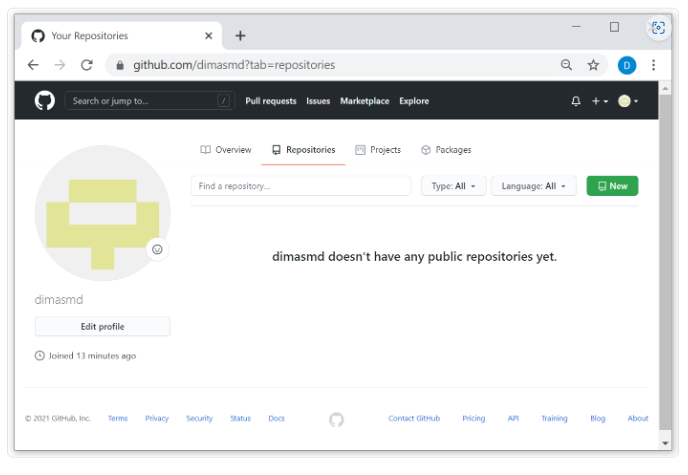 Your Repositories
github.com/dimasmd?tab=repositories
D
Search or jump to...
/
Pull requests Issues Marketplace Explore
Overview Repositories Projects Packages
Find a repository...
Type: All
Language: All
New
dimasmd doesn't have any public repositories yet.
dimasmd
Edit profile
Joined 13 minutes ago
© 2021 GitHub, Inc. Terms Privacy Security Status Docs Contact GitHub Pricing API Training Blog About